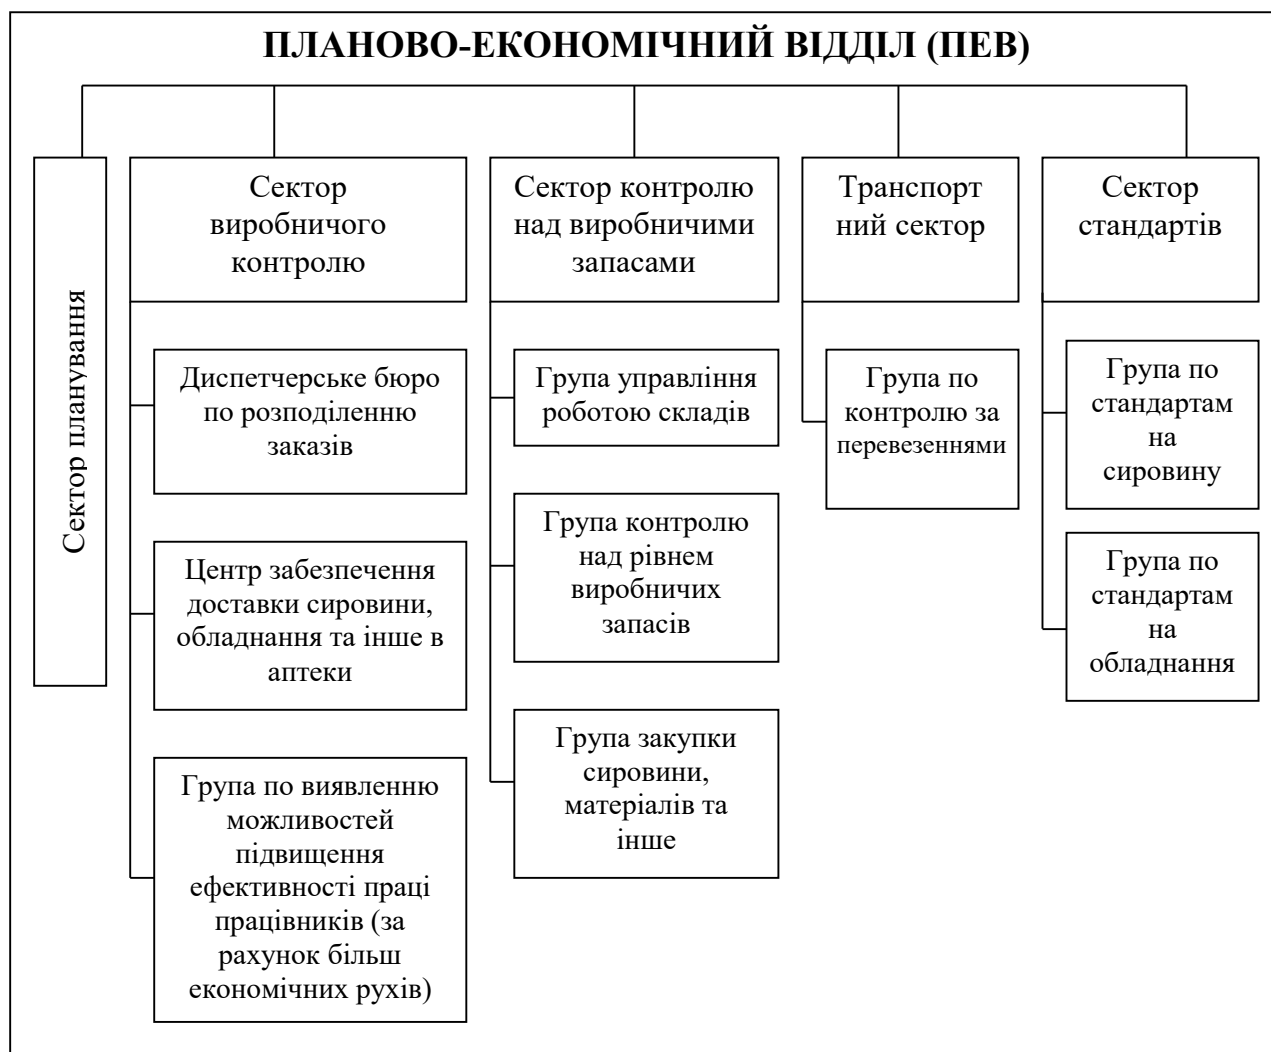 ПЛАНОВО-ЕКОНОМІЧНИЙ ВІДДІЛ (ПЕВ)
Сектор планування
Сектор
виробничого
контролю
Диспетчерське бюро
по розподіленню
заказів
Центр забезпечення
доставки сировини,
обладнання та інше в
аптеки
Група по виявленню
можливостей
підвищення
ефективності праці
працівників (за
рахунок більш
економічних рухів)
Сектор контролю
над виробничими
запасами
Група управління
роботою складів
Група контролю
над рівнем
виробничих
запасів
Група закупки
сировини,
матеріалів та
інше
Транспорт
ний сектор
Група по
контролю за
перевезеннями
Сектор
стандартів
Група по
стандартам
на
сировину
Група по
стандартам
на
обладнання